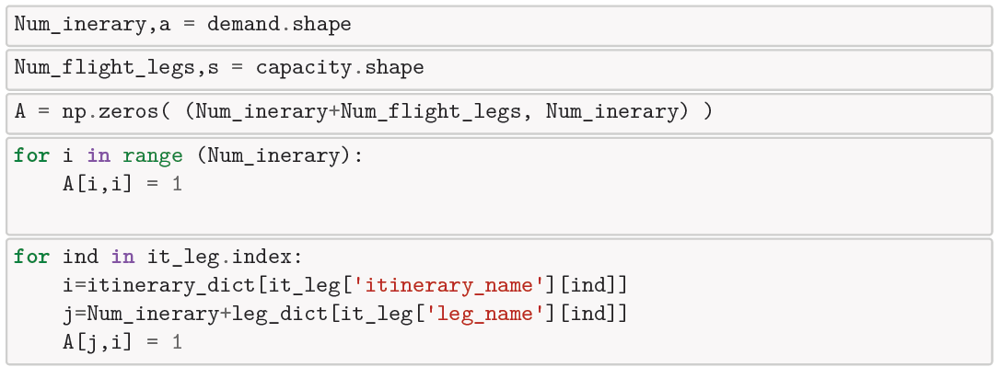 Num_inerary,a = demand.shape
Num_flight_legs,s = capacity.shape
A = np.zeros( (Num_inerary+Num_flight_legs, Num_inerary) )
for i in range (Num_inerary):
    A[i,i] = 1
for ind in it_leg.index:
    i=itinerary_dict[it_leg['itinerary_name'][ind]]
    j=Num_inerary+leg_dict[it_leg['leg_name'][ind]]
    A[j,i] = 1